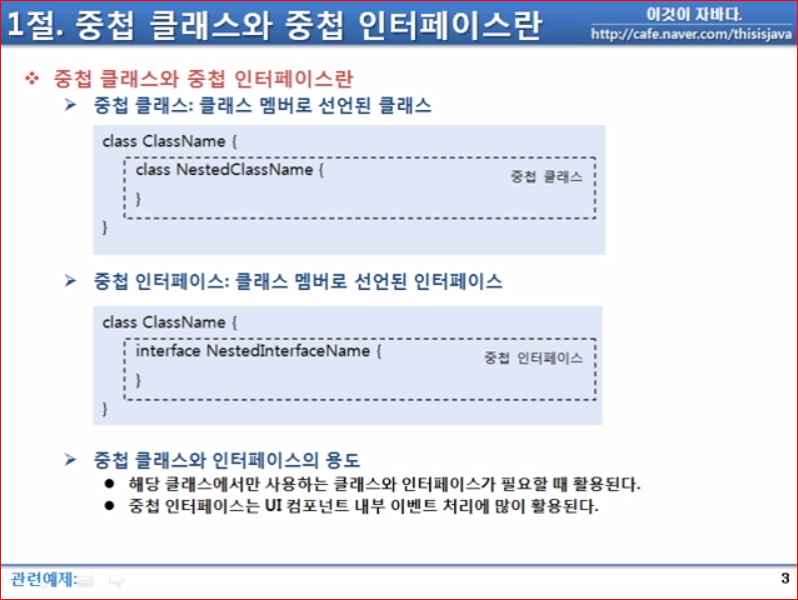 1절. 중첩 클래스와 중첩 인터페이스란
이것이 자바다.
http://cafe.naver.com/thisisjava
❖ 중첩 클래스와 중첩 인터페이스란
➢ 중첩 클래스: 클래스 멤버로 선언된 클래스
class ClassName {
class NestedClassName {
중첩 클래스
}
}
➢ 중첩 인터페이스: 클래스 멤버로 선언된 인터페이스
class ClassName {
interface NestedInterfaceName {
중첩 인터페이스
}
}
➢ 중첩 클래스와 인터페이스의 용도
● 해당 클래스에서만 사용하는 클래스와 인터페이스가 필요할 때 활용된다.
● 중첩 인터페이스는 UI 컴포넌트 내부 이벤트 처리에 많이 활용된다.
관련예제:
3